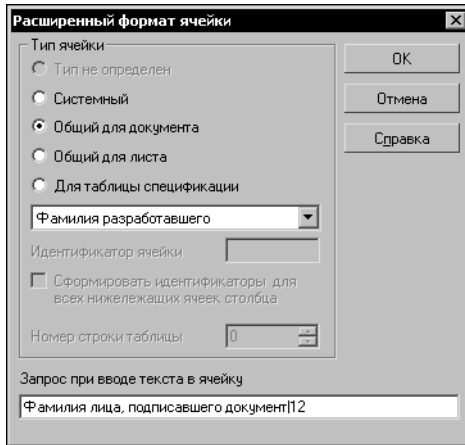 Расширенный формат ячейки
Тип ячейки
Тип не определен
OK
Системный
Отмена
Общий для документа
Справка
Общий для листа
Для таблицы спецификации
Фамилия разработавшего
Идентификатор ячейки
Сформировать идентификаторы для
всех нижележащих ячеек столбца
Номер строки таблицы 0
Запрос при вводе текста в ячейку
Фамилия лица, подписавшего документ|12